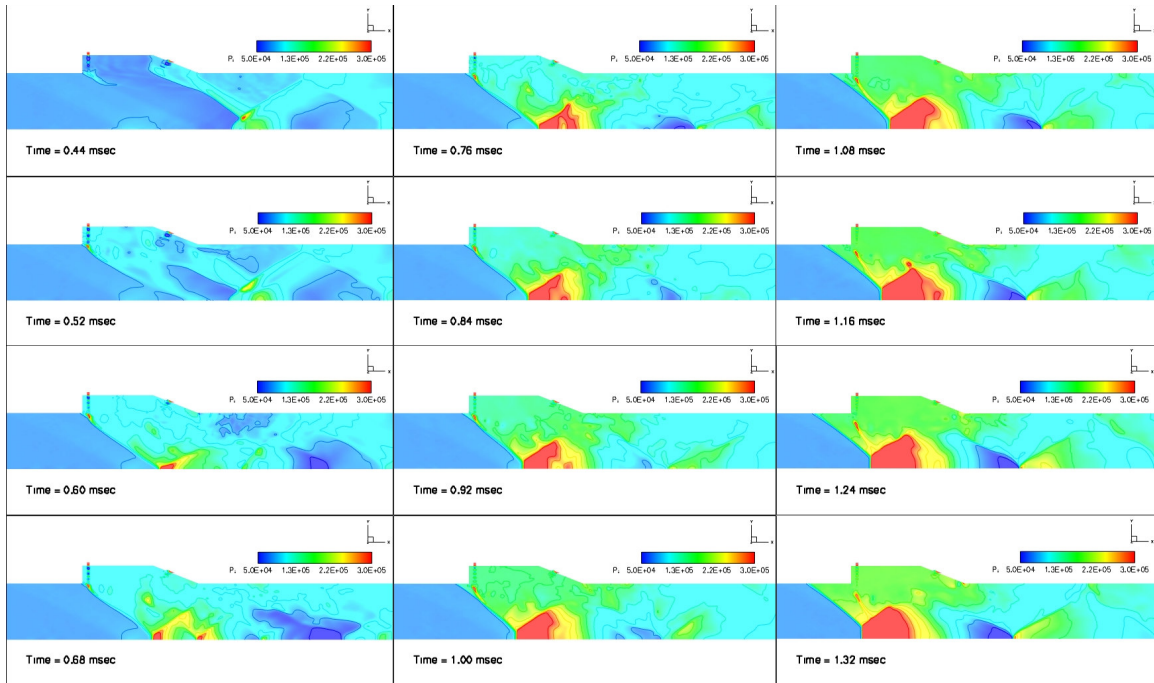 Y
X
P: 5.0E+04 1.3E+05 2.2E+05 3.0E+05
Time = 0.44 msec
Y
X
P: 5.0E+04 1.3E+05 2.2E+05 3.0E+05
Time = 0.76 msec
Y
X
P: 5.0E+04 1.3E+05 2.2E+05 3.0E+05
Time = 1.08 msec
Y
X
P: 5.0E+04 1.3E+05 2.2E+05 3.0E+05
Time = 0.52 msec
Y
X
P: 5.0E+04 1.3E+05 2.2E+05 3.0E+05
Time = 0.84 msec
Y
X
P: 5.0E+04 1.3E+05 2.2E+05 3.0E+05
Time = 1.16 msec
Y
X
P: 5.0E+04 1.3E+05 2.2E+05 3.0E+05
Time = 0.60 msec
Y
X
P: 5.0E+04 1.3E+05 2.2E+05 3.0E+05
Time = 0.92 msec
Y
X
P: 5.0E+04 1.3E+05 2.2E+05 3.0E+05
Time = 1.24 msec
Y
X
P: 5.0E+04 1.3E+05 2.2E+05 3.0E+05
Time = 0.68 msec
Y
X
P: 5.0E+04 1.3E+05 2.2E+05 3.0E+05
Time = 1.00 msec
Y
X
P: 5.0E+04 1.3E+05 2.2E+05 3.0E+05
Time = 1.32 msec